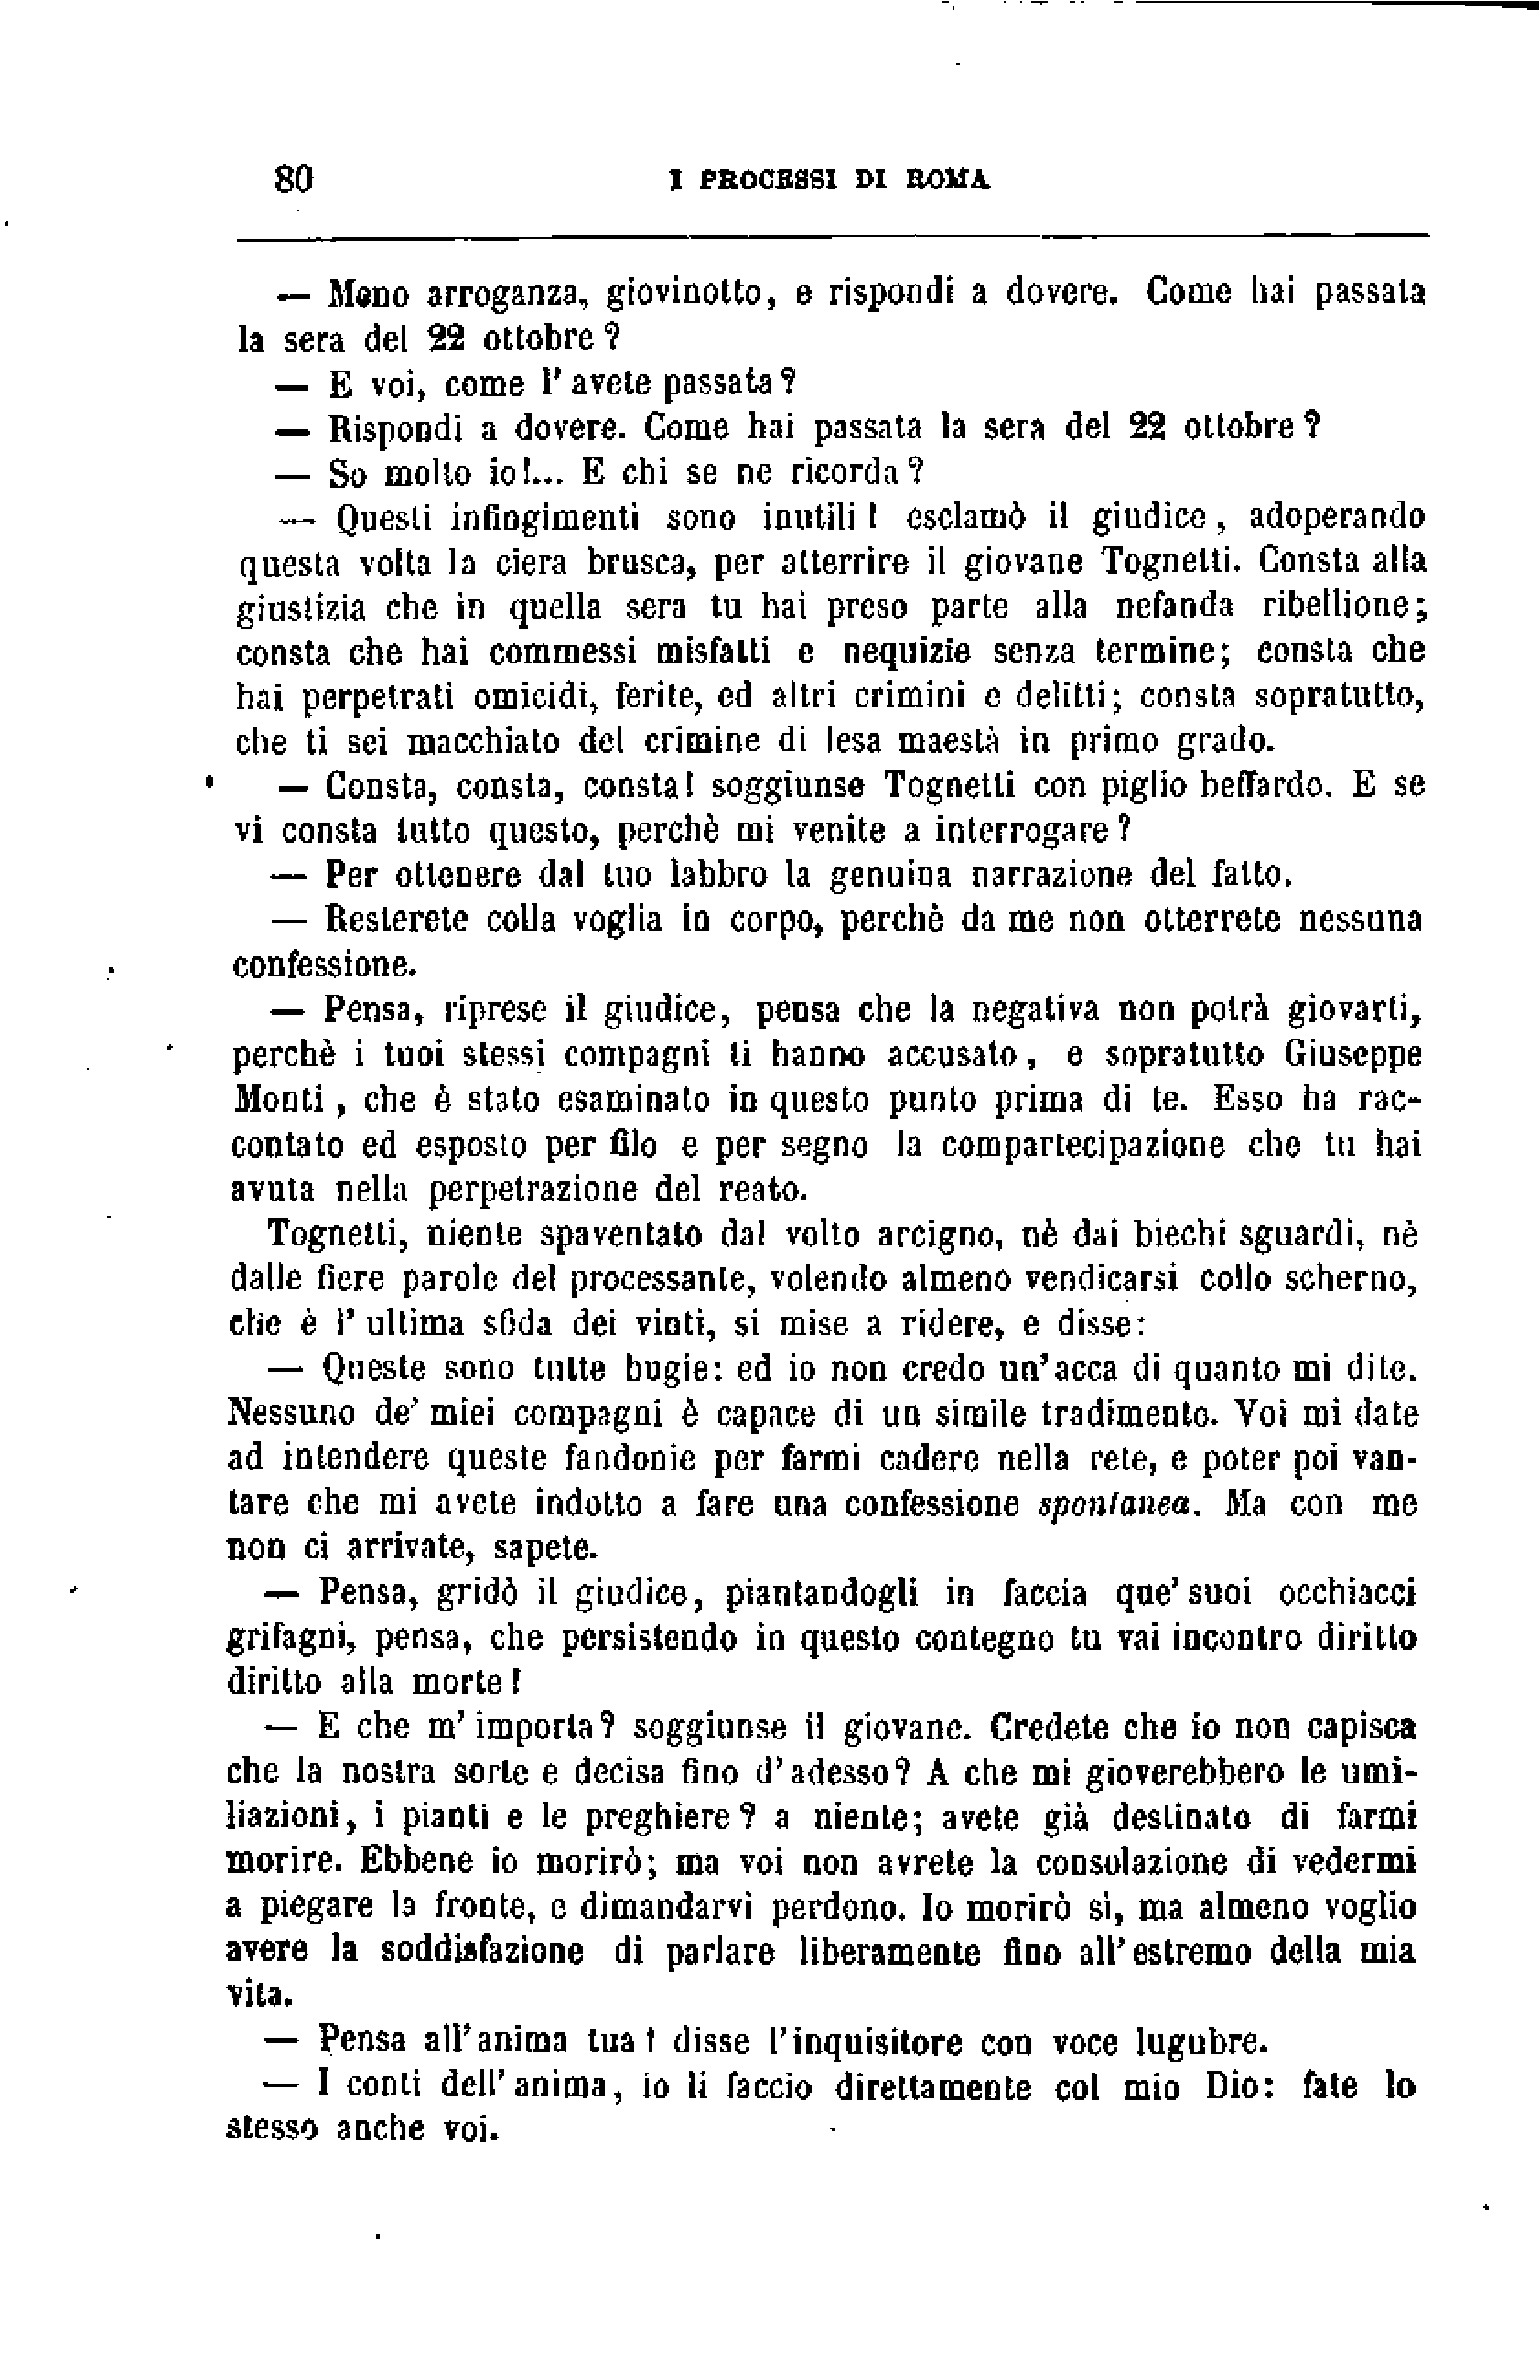 80 I PROCESSI DI ROMA
— Meno arroganza, giovinotto, e rispondi a dovere. Come hai passata
la sera del 22 ottobre?
— E voi, come l'avete passata?
— Rispondi a dovere. Come hai passata la sera del 22 ottobre?
— So molto io!... E chi se ne ricorda?
— Questi infingimenti sono inutili! esclamò il giudice, adoperando
questa volta la ciera brusca, per atterrire il giovane Tognetti. Consta alla
giustizia che in quella sera tu hai preso parte alla nefanda ribellione;
consta che hai commessi misfatti e nequizie senza termine; consta che
hai perpetrati omicidi, ferite, ed altri crimini e delitti; consta sopratutto,
che ti sei macchiato del crimine di lesa maestà in primo grado.
— Consta, consta, consta! soggiunse Tognetti con piglio beffardo. E se
vi consta tutto questo, perchè mi venite a interrogare?
— Per ottenere dal tuo labbro la genuina narrazione del fatto.
— Resterete colla voglia in corpo, perchè da me non otterrete nessuna
confessione.
— Pensa, riprese il giudice, pensa che la negativa non potrà giovarti,
perchè i tuoi stessi compagni ti hanno accusato, e sopratutto Giuseppe
Monti, che è stato esaminato in questo punto prima di te. Esso ha rac-
contato ed esposto per filo e per segno la compartecipazione che tu hai
avuta nella perpetrazione del reato.
Tognetti, niente spaventato dal volto arcigno, nè dai biechi sguardi, nè
dalle fiere parole del processante, volendo almeno vendicarsi collo scherno,
che è l'ultima sfida dei vinti, si mise a ridere, e disse:
— Queste sono tutte bugie: ed io non credo un'acca di quanto mi dite.
Nessuno de' miei compagni è capace di un simile tradimento. Voi mi date
ad intendere queste fandonie per farmi cadere nella rete, e poter poi van-
tare che mi avete indotto a fare una confessione spontanea. Ma con me
non ci arrivate, sapete.
— Pensa, gridò il giudice, piantandogli in faccia que' suoi occhiacci
grifagni, pensa, che persistendo in questo contegno tu vai incontro diritto
diritto alla morte!
— E che m'importa? soggiunse il giovane. Credete che io non capisca
che la nostra sorte e decisa fino d'adesso? A che mi gioverebbero le umi-
liazioni, i pianti e le preghiere? a niente; avete già destinato di farmi
morire. Ebbene io morirò; ma voi non avrete la consolazione di vedermi
a piegare la fronte, e dimandarvi perdono. Io morirò sì, ma almeno voglio
avere la soddisfazione di parlare liberamente fino all'estremo della mia
vita.
— Pensa all'anima tua! disse l'inquisitore con voce lugubre.
— I conti dell'anima, io li faccio direttamente col mio Dio: fate lo
stesso anche voi.